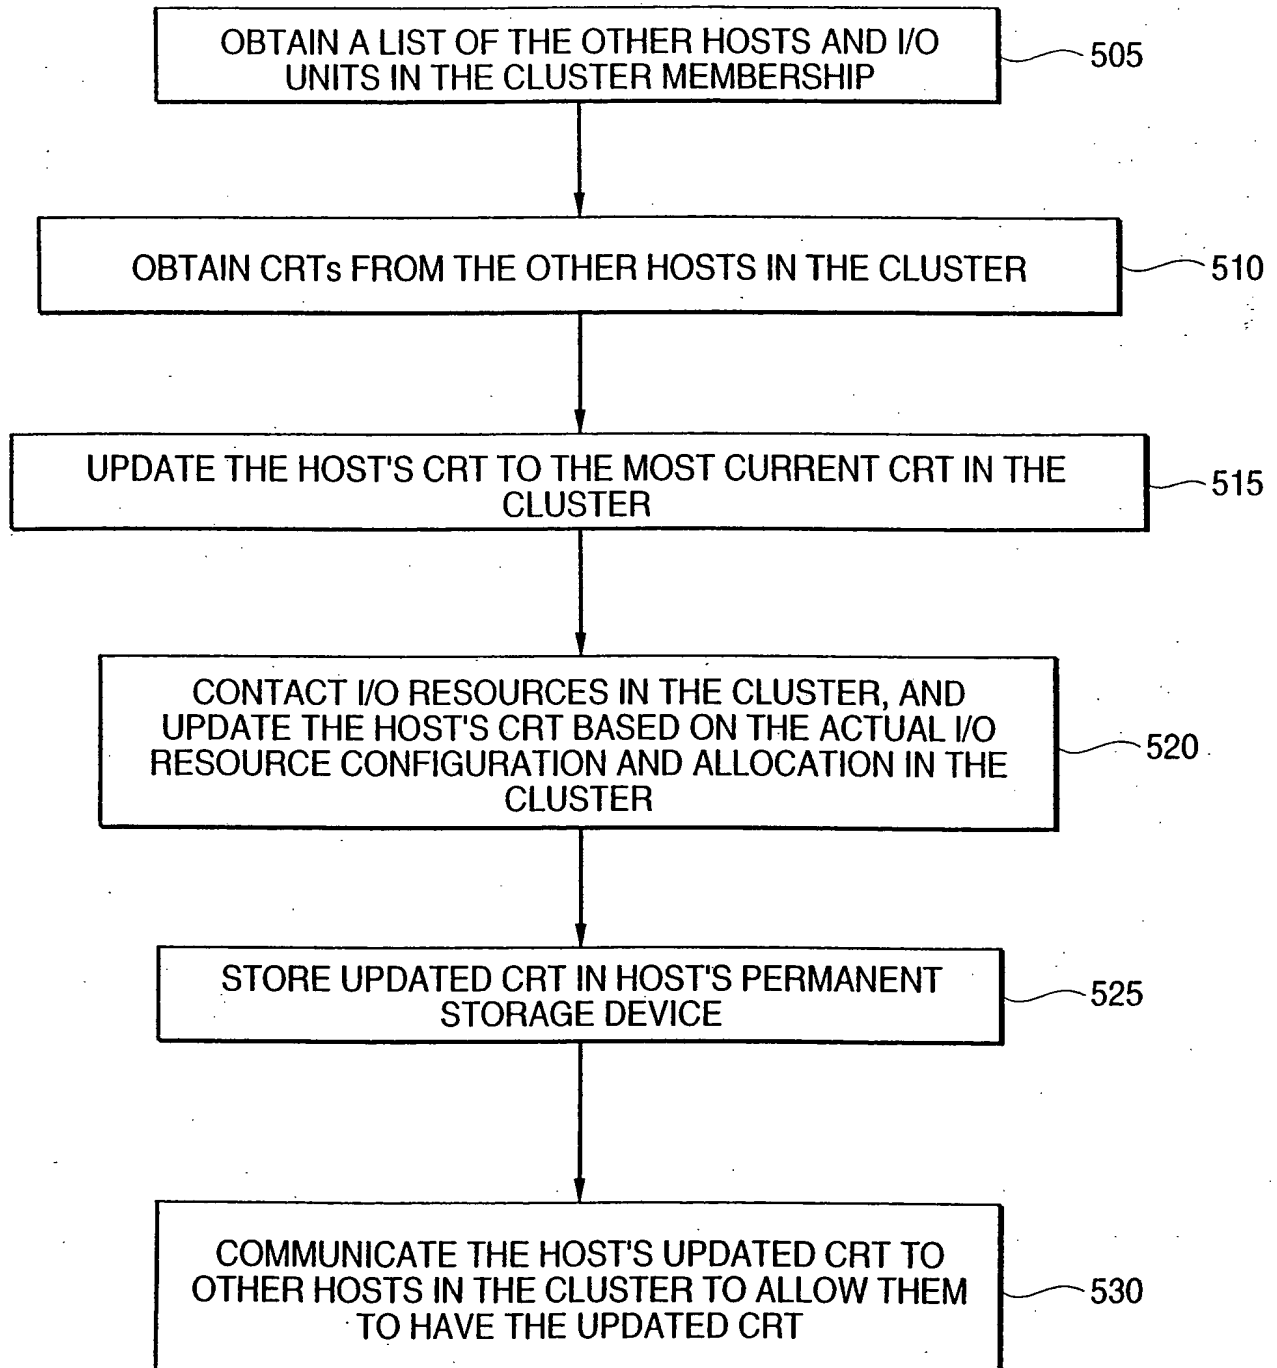 OBTAIN A LIST OF THE OTHER HOSTS AND I/O
UNITS IN THE CLUSTER MEMBERSHIP
505
OBTAIN CRTs FROM THE OTHER HOSTS IN THE CLUSTER
510
UPDATE THE HOST'S CRT TO THE MOST CURRENT CRT IN THE
CLUSTER
515
CONTACT I/O RESOURCES IN THE CLUSTER, AND
UPDATE THE HOST'S CRT BASED ON THE ACTUAL I/O
RESOURCE CONFIGURATION AND ALLOCATION IN THE
CLUSTER
520
STORE UPDATED CRT IN HOST'S PERMANENT
STORAGE DEVICE
525
COMMUNICATE THE HOST'S UPDATED CRT TO
OTHER HOSTS IN THE CLUSTER TO ALLOW THEM
TO HAVE THE UPDATED CRT
530